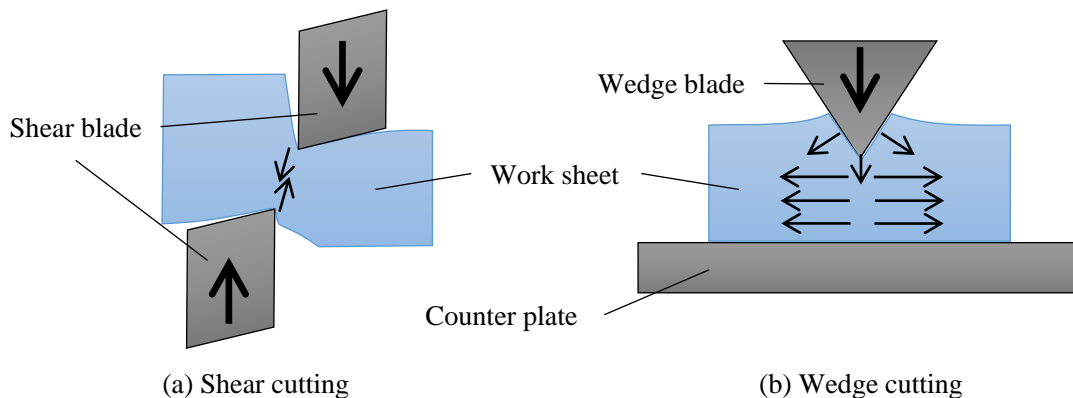 Shear blade
Work sheet
Wedge blade
Counter plate
(a) Shear cutting
(b) Wedge cutting